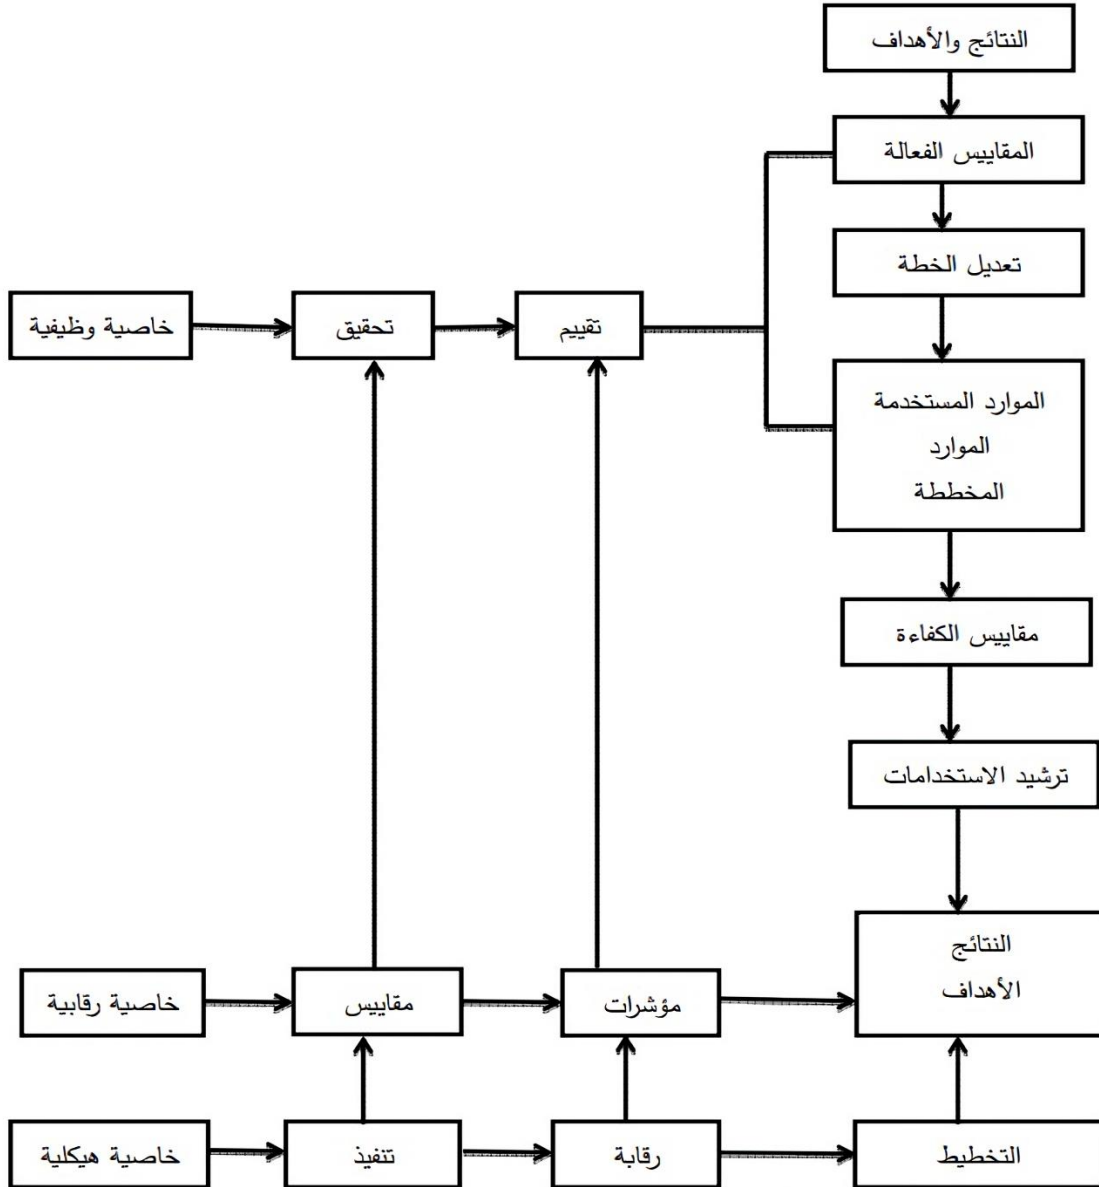 النتائج والأهداف
المقاييس الفعالة
تعديل الخطة
خاصية وظيفية
تحقيق
تقييم
الموارد المستخدمة
الموارد
المخططة
مقاييس الكفاءة
ترشيد الاستخدامات
النتائج
الأهداف
خاصية رقابية
مقاييس
مؤشرات
خاصية هيكلية
تنفيذ
رقابة
التخطيط